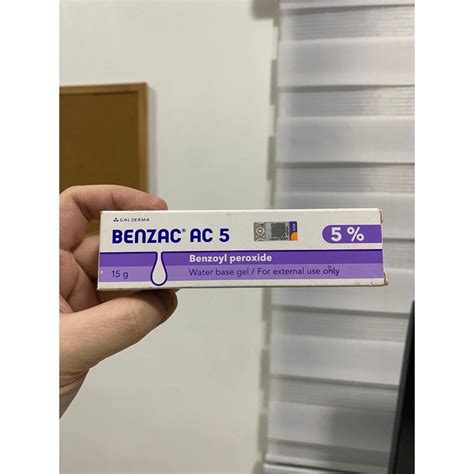 GALDERMA
BENZAC® AC 5
5%
Benzoyl peroxide
15 g
Water base gel / For external use only